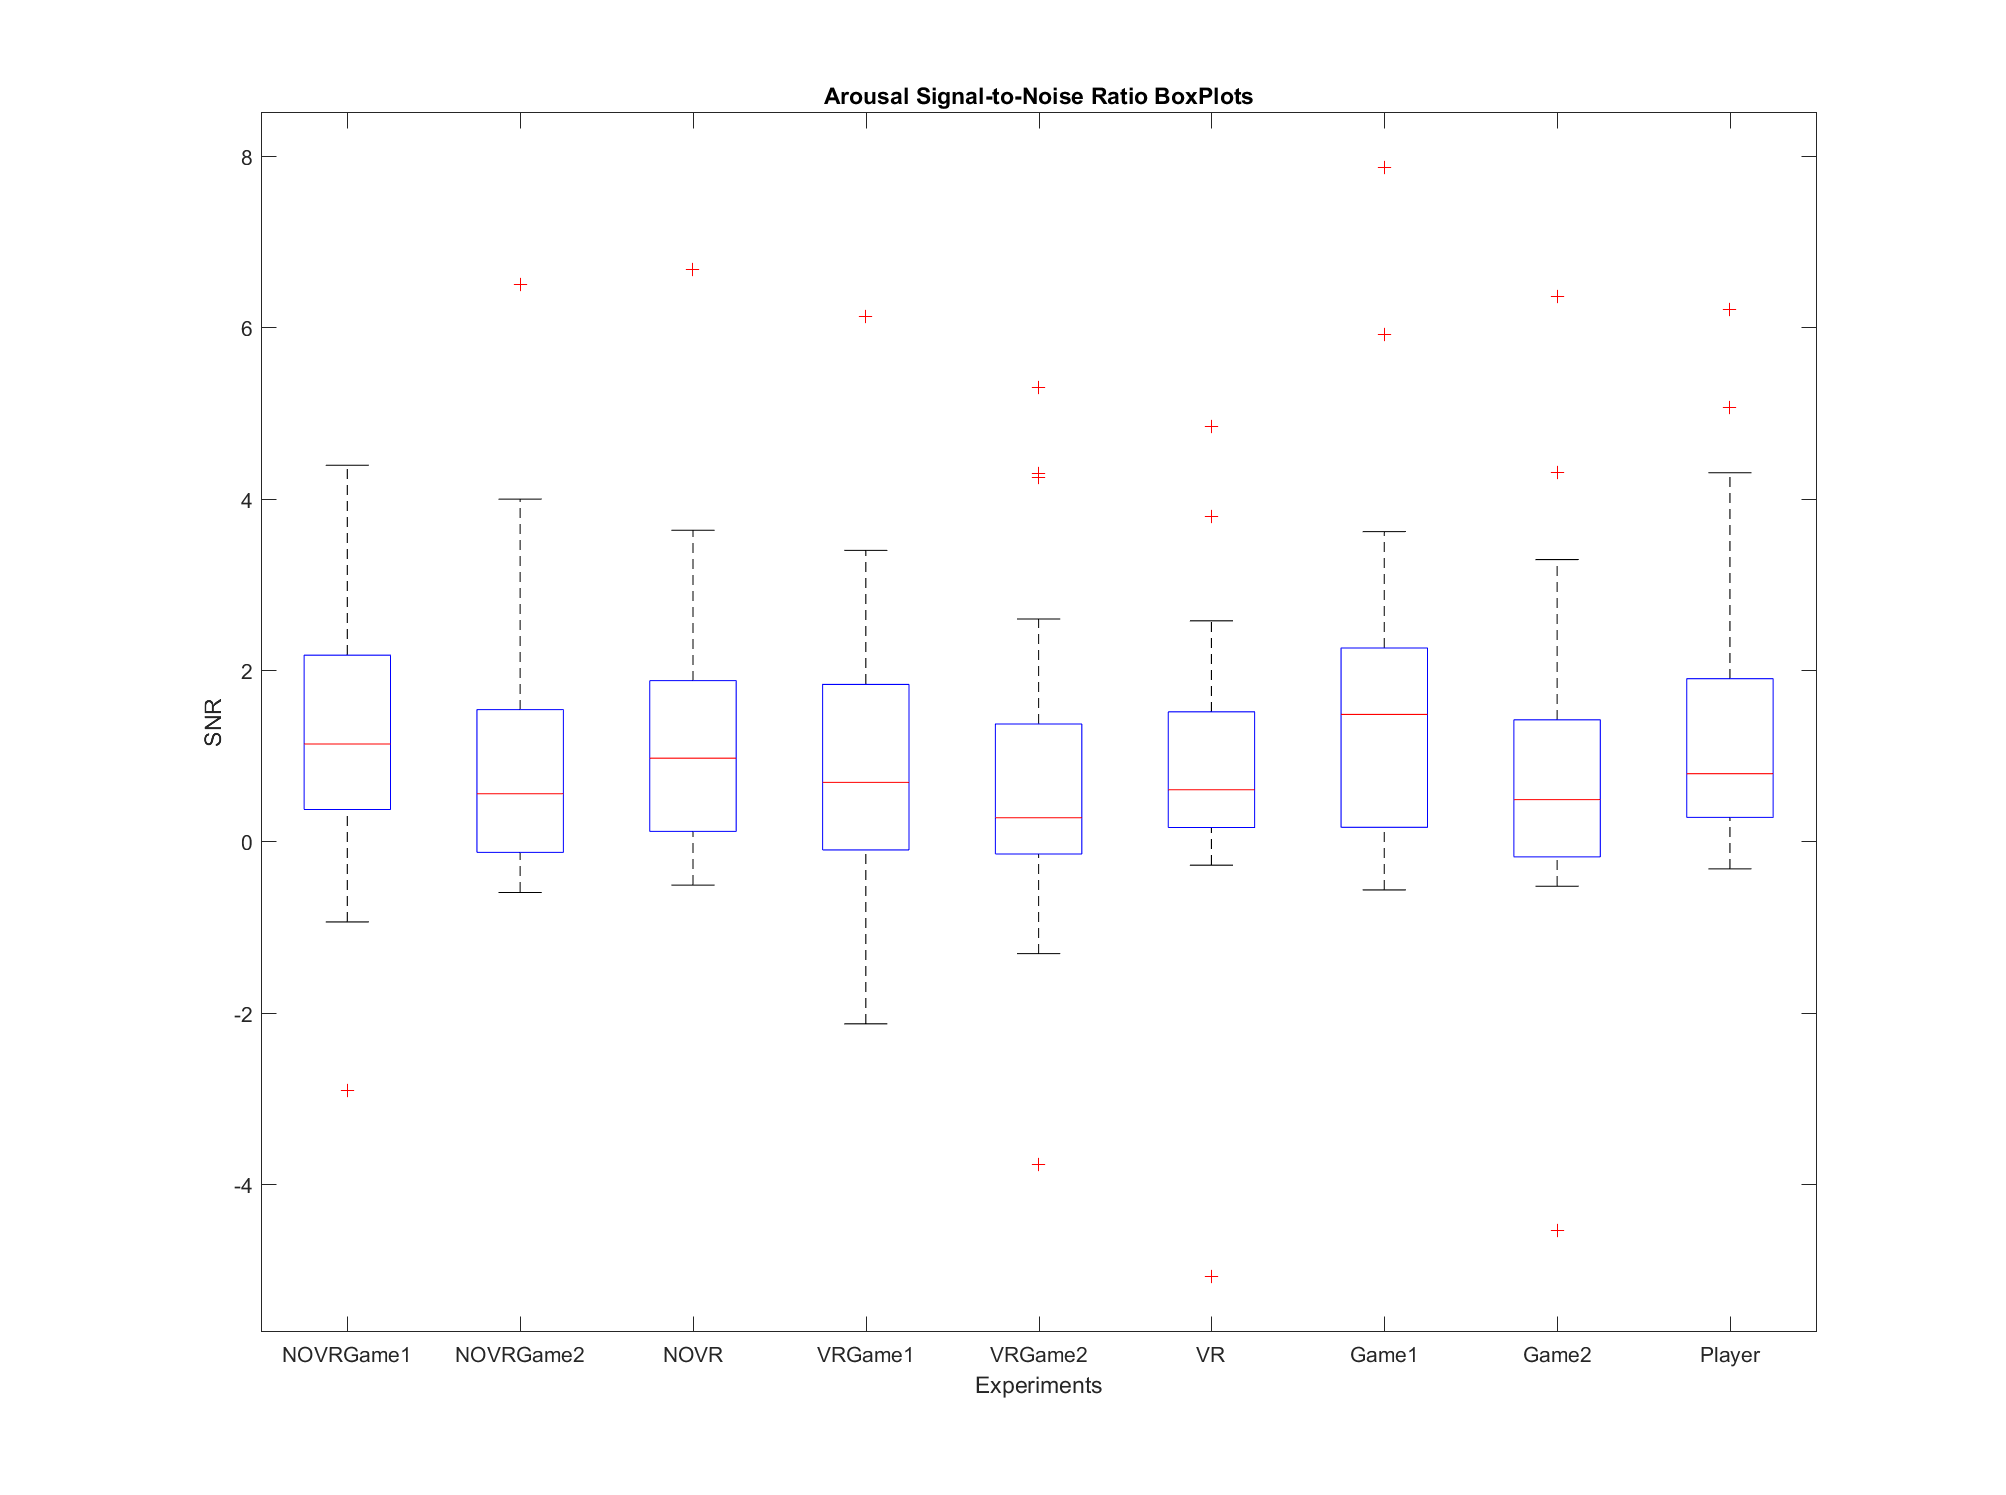 Arousal Signal-to-Noise Ratio BoxPlots
8
6
4
2
0
-2
-4
SNR
NOVRGame1 NOVRGame2 NOVR VRGame1 VRGame2 VR Game1 Game2 Player
Experiments